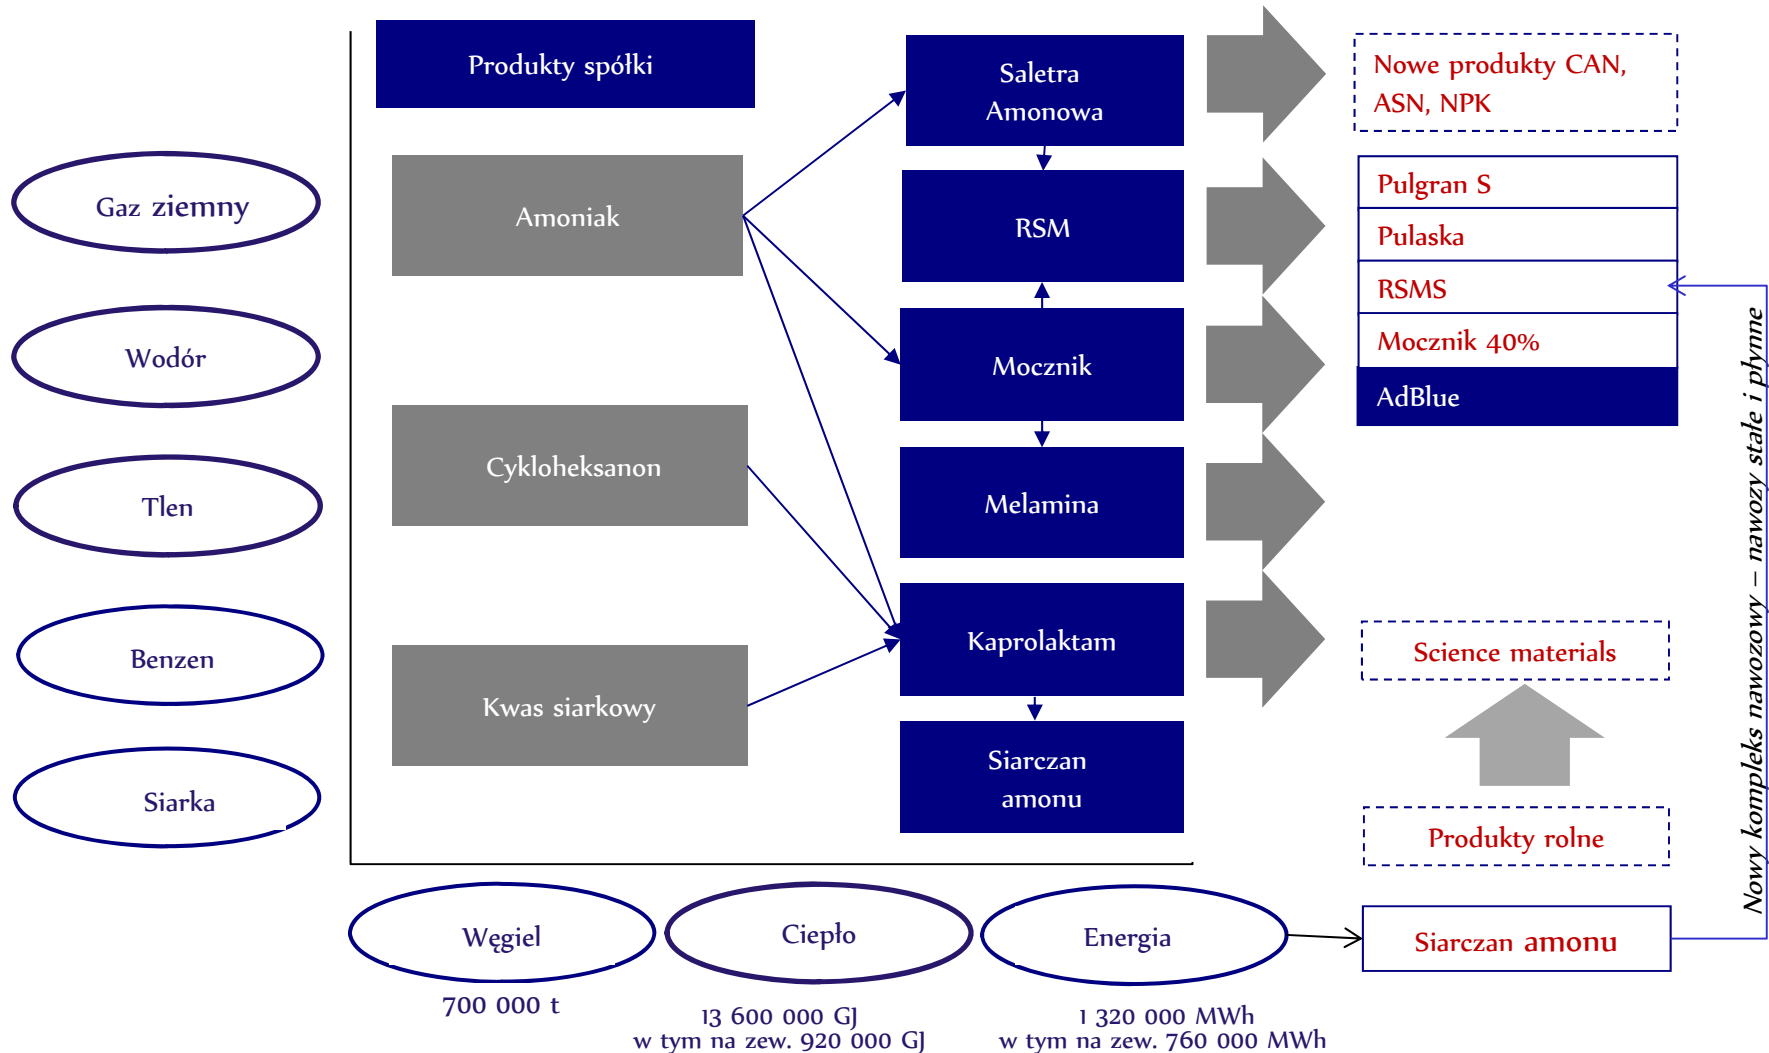 Produkty spółki
Saletra
Amonowa
Nowe produkty CAN,
ASN, NPK
Gaz ziemny
Amoniak
RSM
Pulgran S
Pulaska
RSMS
Wodór
Mocznik
Mocznik 40%
AdBlue
Cykloheksanon
Tlen
Melamina
Benzen
Kaprolaktam
Science materials
Kwas siarkowy
Siarka
Siarczan
amonu
Produkty rolne
Nowy kompleks nawozowy – nawozy stałe i płynne
Węgiel
Ciepło
Energia
Siarczan amonu
700 000 t
13 600 000 GJ
w tym na zew. 920 000 GJ
1 320 000 MWh
w tym na zew. 760 000 MWh